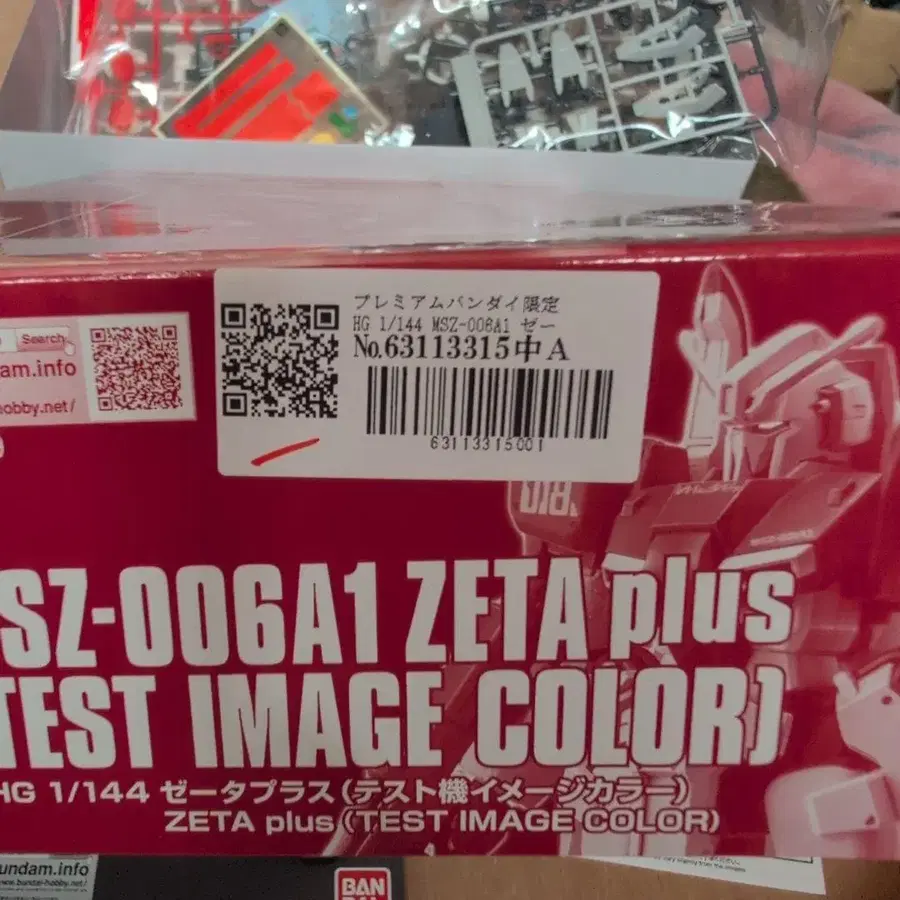 Search
dam.info
hobby.net/
プレミアムバンダイ限定
HG 1/144 MSZ-006A1 ゼー
No.63113315中A
63113315001
SZ-006A1 ZETA plus
TEST IMAGE COLOR)
HG 1/144 ゼータプラス(テスト機イメージカラー)
ZETA plus(TEST IMAGE COLOR)
undam.info
www.bandai-hobby.net/
BAN